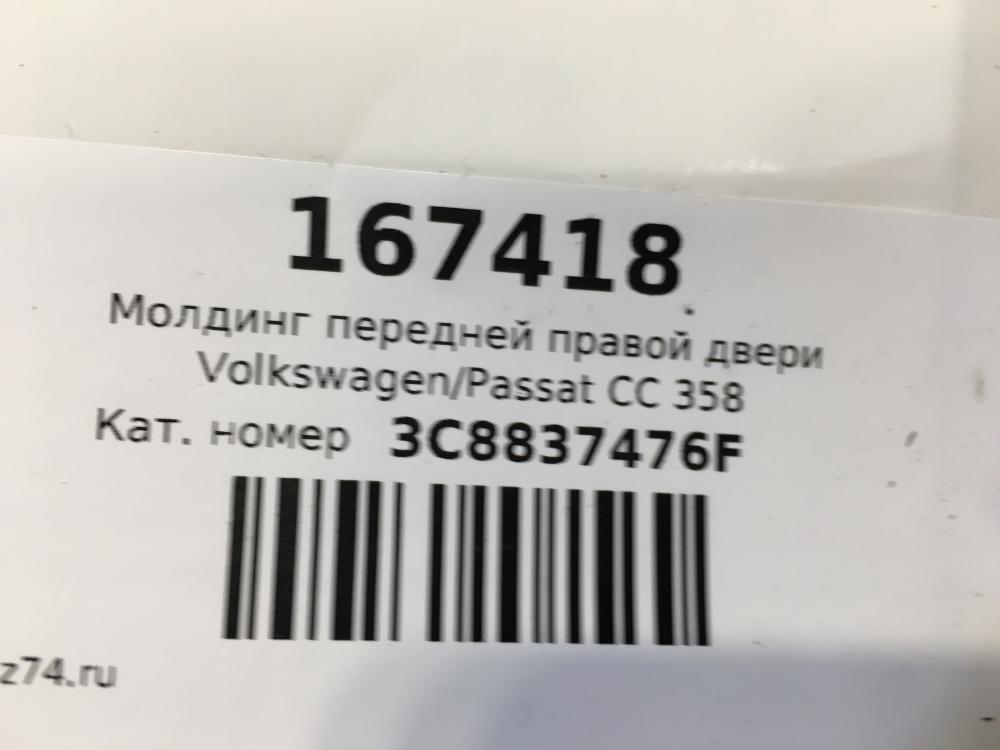 167418
Молдинг передней правой двери
Volkswagen/Passat CC 358
Кат. номер 3C8837476F
z74.ru